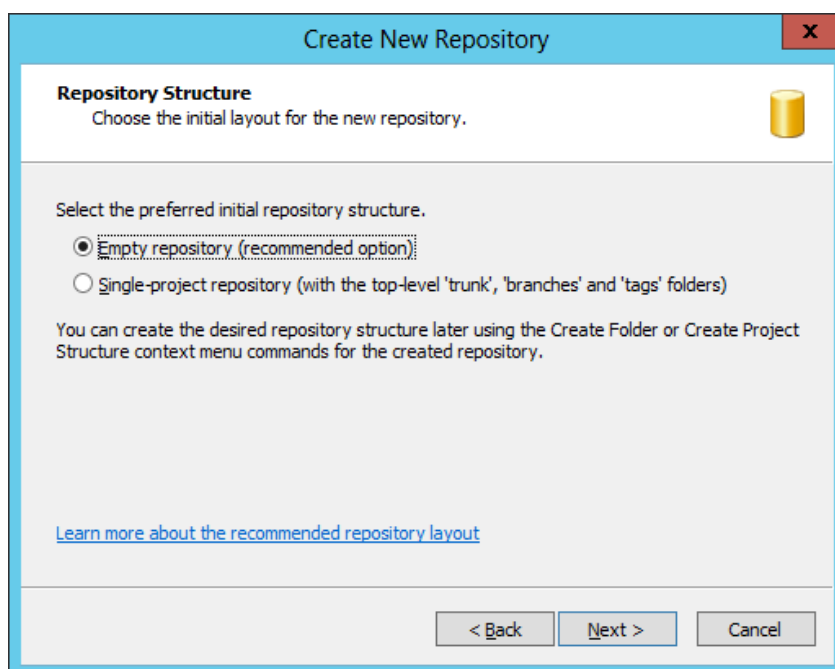 Create New Repository
x
Repository Structure
Choose the initial layout for the new repository.
Select the preferred initial repository structure.
Empty repository (recommended option)
Single-project repository (with the top-level 'trunk', 'branches' and 'tags' folders)
You can create the desired repository structure later using the Create Folder or Create Project
Structure context menu commands for the created repository.
Learn more about the recommended repository layout
< Back
Next >
Cancel